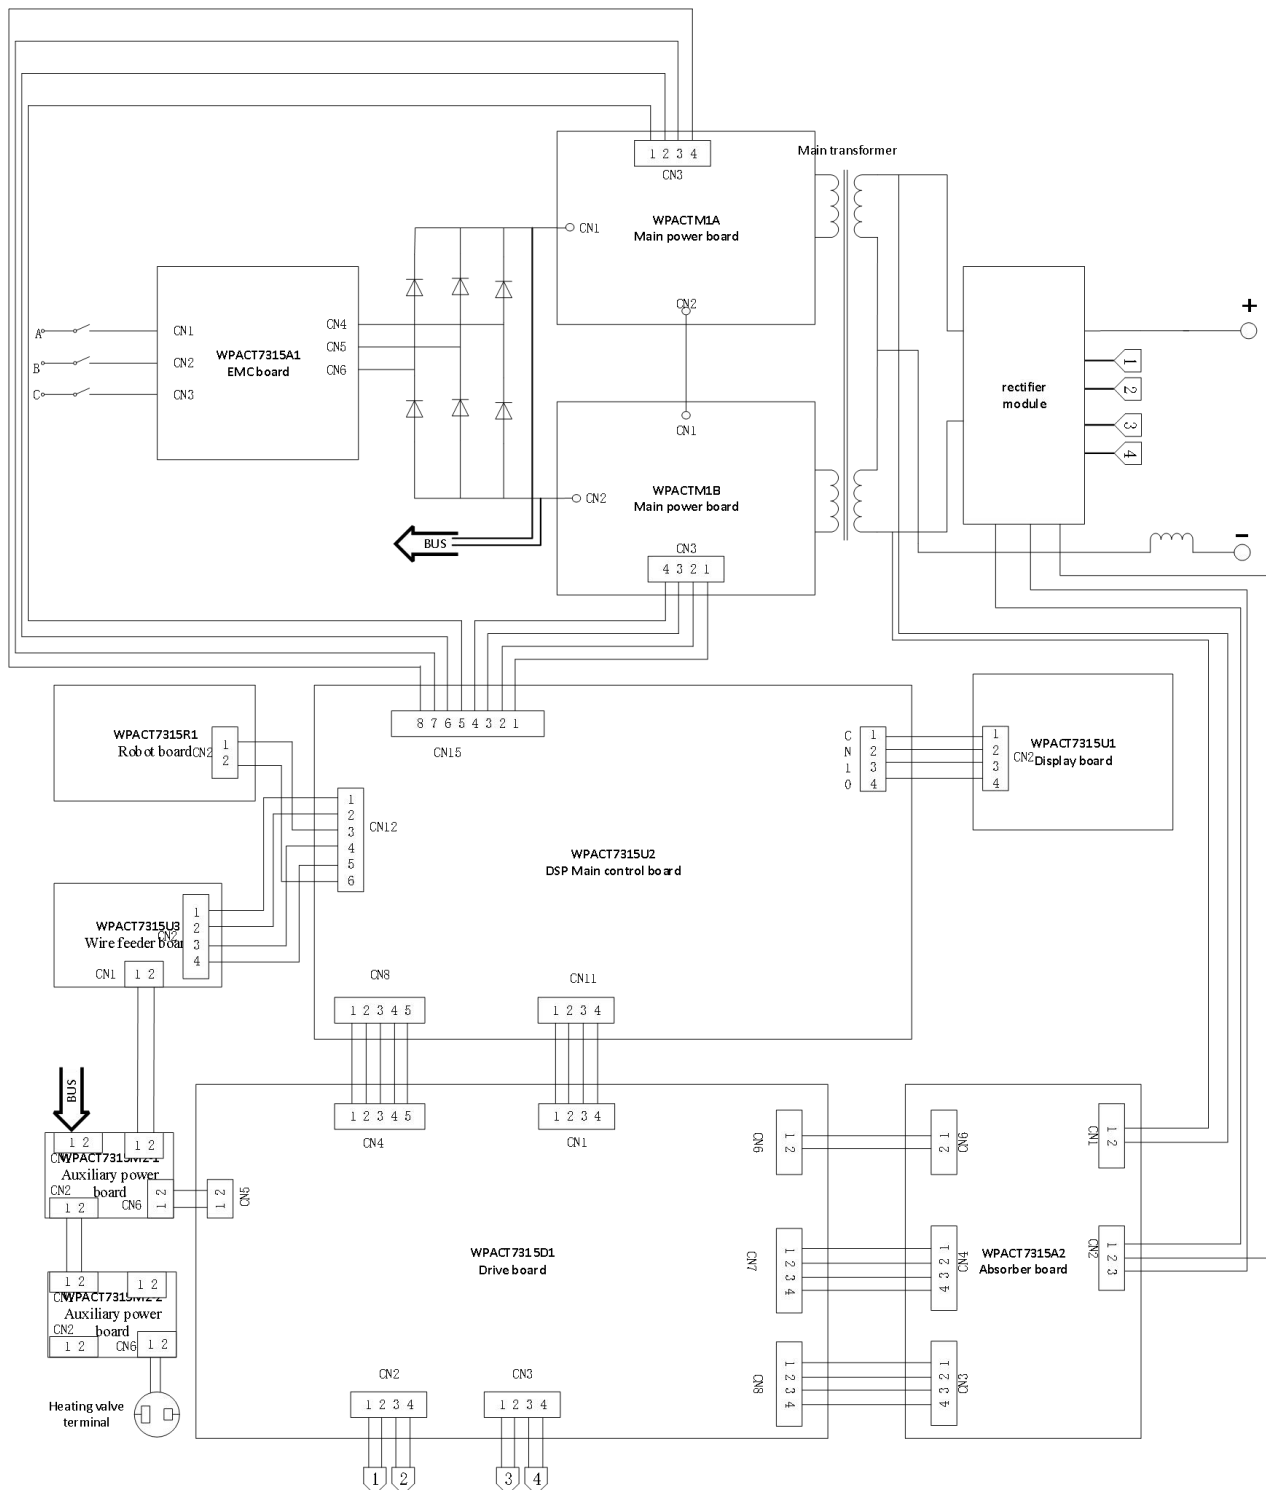 1 2 3 4
CN3
Main transformer
WPACTM1A
Main power board
CN1
CN2
+
A
B
C
CN1
CN2
CN3
WPACT7315A1
EMC board
CN4
CN5
CN6
CN1
WPACTM1B
Main power board
CN2
CN3
4 3 2 1
BUS
rectifier
module
1
2
3
4
-
WPACT7315R1
Robot board
CN2
1
2
8 7 6 5 4 3 2 1
CN15
C
N
1
0
1
2
3
4
1
2
3
4
CN2
WPACT7315U1
Display board
1
2
3
4
5
6
CN12
WPACT7315U2
DSP Main control board
WPACT7315U3
Wire feeder board
CN2
1
2
3
4
CN1
1 2
CN8
1 2 3 4 5
CN11
1 2 3 4
BUS
1 2
1 2
WPACT7315M2-1
Auxiliary power
board
CN2
1 2
CN6
1 2
1 2
CN5
1 2 3 4 5
CN4
1 2 3 4
CN1
CN6
1 2
1 2
CN6
CN1
1
2
WPACT7315D1
Drive board
CN7
1 2 3 4
1 2 3 4
CN4
WPACT7315A2
Absorber board
CN2
1
2
3
1 2
1 2
WPACT7315M2-2
Auxiliary power
board
CN2
1 2
CN6
1 2
CN8
1 2 3 4
1 2 3 4
CN3
Heating valve
terminal
CN2
1 2 3 4
CN3
1 2 3 4
1
2
3
4